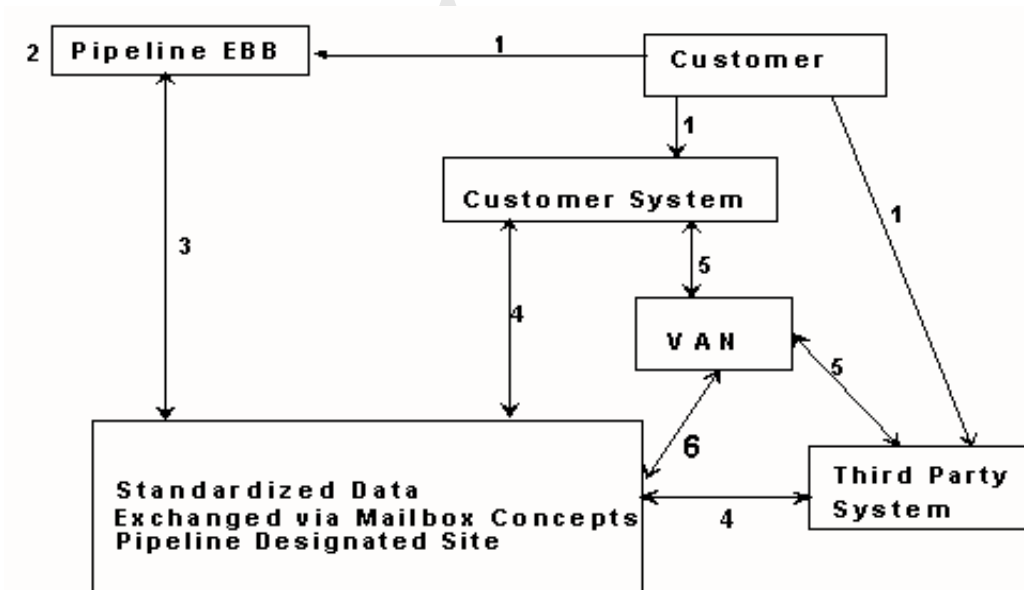 2 Pipeline EBB
1
Customer
1
Customer System
1
3
5
4
VAN
5
6
Third Party
System
4
Standardized Data
Exchanged via Mailbox Concepts
Pipeline Designated Site